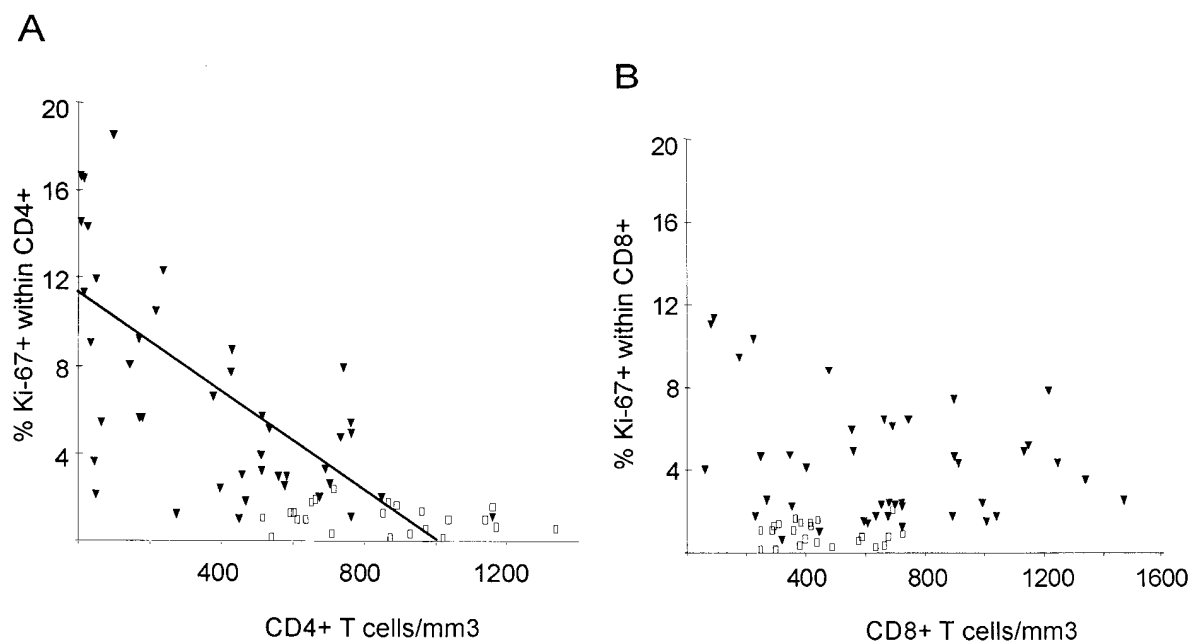 A
% Ki-67+ within CD4+
20
16
12
8
4
400 800 1200
CD4+ T cells/mm3
B
% Ki-67+ within CD8+
20
16
12
8
4
400 800 1200 1600
CD8+ T cells/mm3